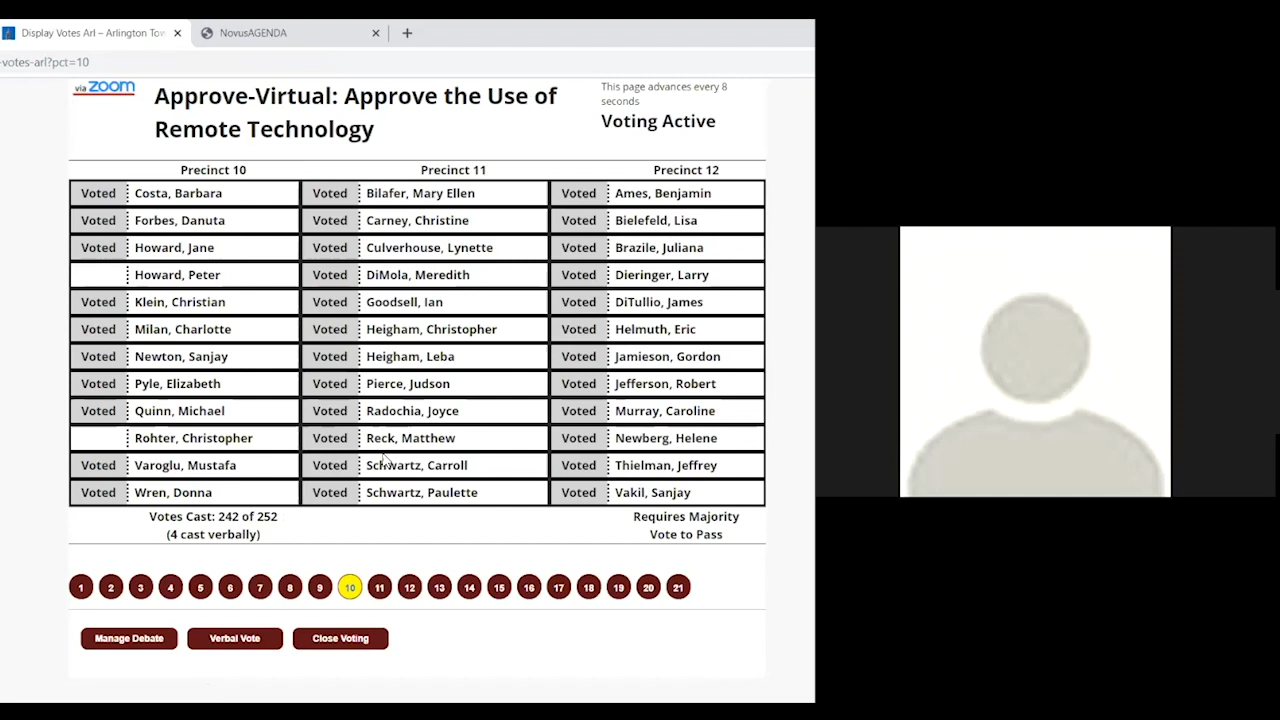 Display Votes Arl – Arlington Tow
NovusAGENDA
-votes-arl?pct=10
via zoom
Approve-Virtual: Approve the Use of
Remote Technology
This page advances every 8
seconds
Voting Active
Precinct 10 Precinct 11 Precinct 12
Voted Costa, Barbara Voted Bilafer, Mary Ellen Voted Ames, Benjamin
Voted Forbes, Danuta Voted Carney, Christine Voted Bielefeld, Lisa
Voted Howard, Jane Voted Culverhouse, Lynette Voted Brazile, Juliana
Howard, Peter Voted DiMola, Meredith Voted Dieringer, Larry
Voted Klein, Christian Voted Goodsell, Ian Voted DiTullio, James
Voted Milan, Charlotte Voted Heigham, Christopher Voted Helmuth, Eric
Voted Newton, Sanjay Voted Heigham, Leba Voted Jamieson, Gordon
Voted Pyle, Elizabeth Voted Pierce, Judson Voted Jefferson, Robert
Voted Quinn, Michael Voted Radochia, Joyce Voted Murray, Caroline
Rohter, Christopher Voted Reck, Matthew Voted Newberg, Helene
Voted Varoglu, Mustafa Voted Schwartz, Carroll Voted Thielman, Jeffrey
Voted Wren, Donna Voted Schwartz, Paulette Voted Vakil, Sanjay
Votes Cast: 242 of 252
(4 cast verbally)
Requires Majority
Vote to Pass
1 2 3 4 5 6 7 8 9 10 11 12 13 14 15 16 17 18 19 20 21
Manage Debate Verbal Vote Close Voting